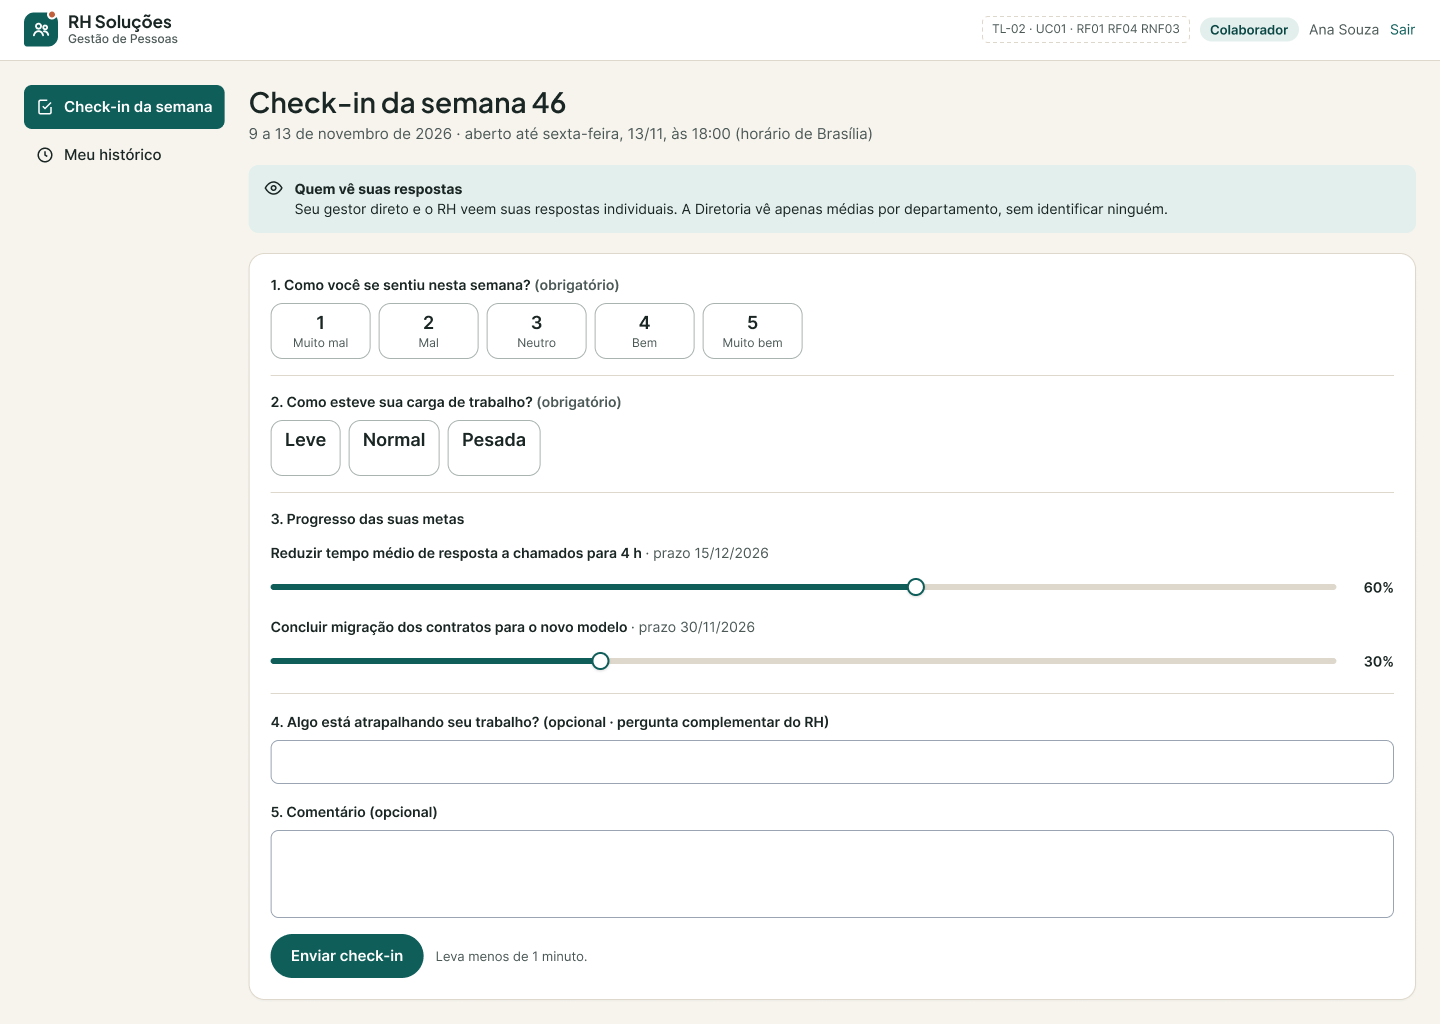 RH Soluções
Gestão de Pessoas
TL-02 · UC01 · RF01 RF04 RNF03
Colaborador
Ana Souza
Sair
Check-in da semana
Meu histórico
Check-in da semana 46
9 a 13 de novembro de 2026 · aberto até sexta-feira, 13/11, às 18:00 (horário de Brasília)
Quem vê suas respostas
Seu gestor direto e o RH veem suas respostas individuais. A Diretoria vê apenas médias por departamento, sem identificar ninguém.
1. Como você se sentiu nesta semana? (obrigatório)
1
Muito mal
2
Mal
3
Neutro
4
Bem
5
Muito bem
2. Como esteve sua carga de trabalho? (obrigatório)
Leve
Normal
Pesada
3. Progresso das suas metas
Reduzir tempo médio de resposta a chamados para 4 h · prazo 15/12/2026
60%
Concluir migração dos contratos para o novo modelo · prazo 30/11/2026
30%
4. Algo está atrapalhando seu trabalho? (opcional · pergunta complementar do RH)
5. Comentário (opcional)
Enviar check-in
Leva menos de 1 minuto.